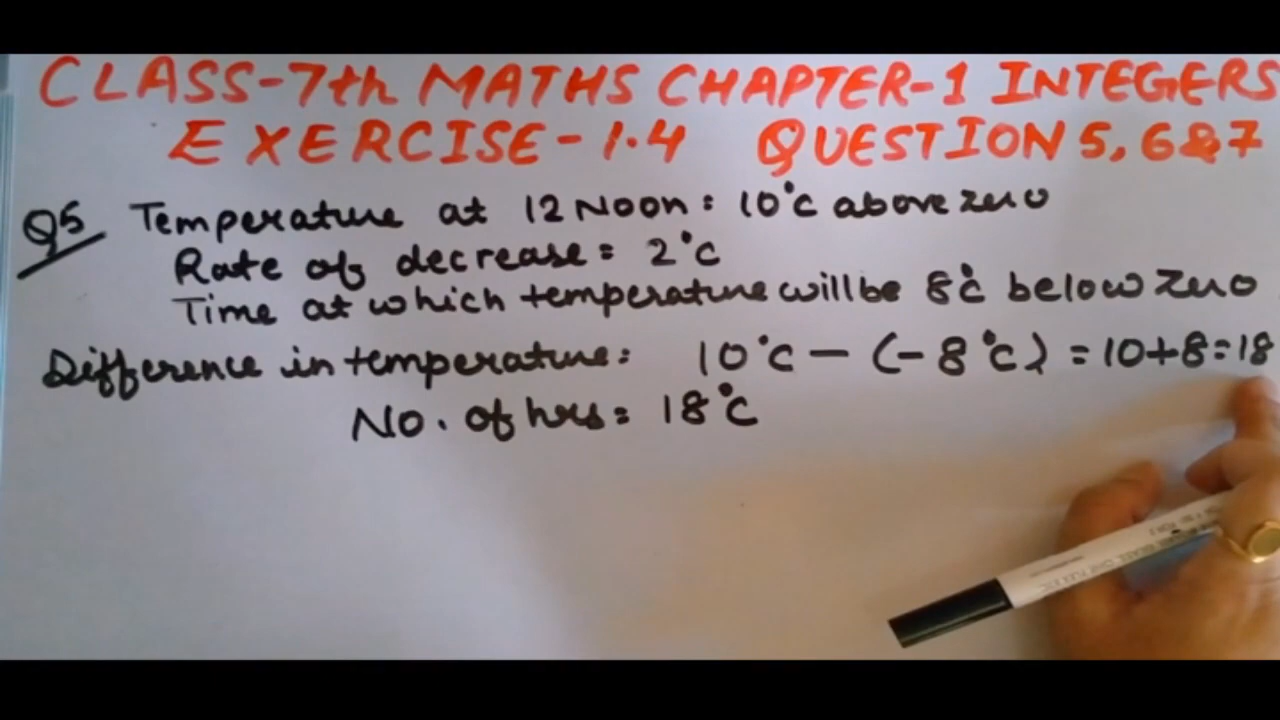 CLASS-7th MATHS CHAPTER-1 INTEGERS
EXERCISE-1.4 QUESTION 5, 6&7
Q5 Temperature at 12 Noon: 10°c above zero
Rate of decrease = 2°c
Time at which temperature will be 8°c below zero
Difference in temperature: 10°c - (-8°c) = 10+8=18
No. of hrs = 18°c